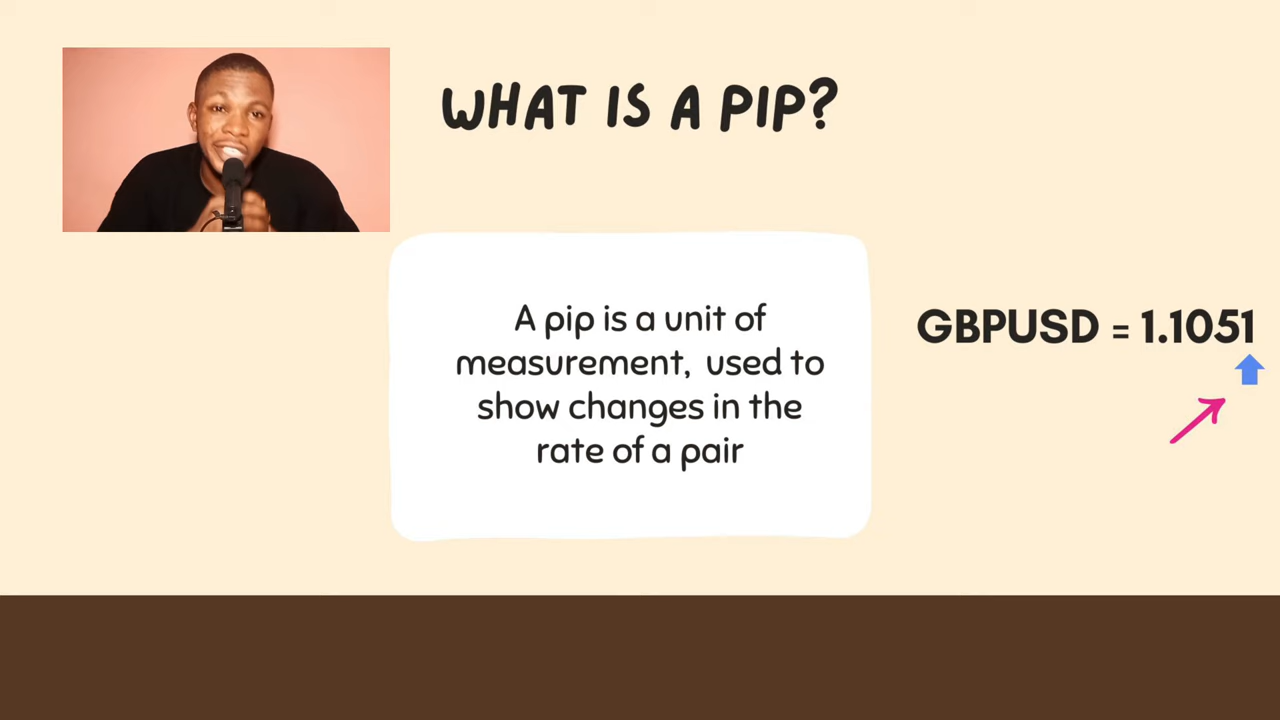 WHAT IS A PIP?
A pip is a unit of
measurement, used to
show changes in the
rate of a pair
GBPUSD = 1.1051